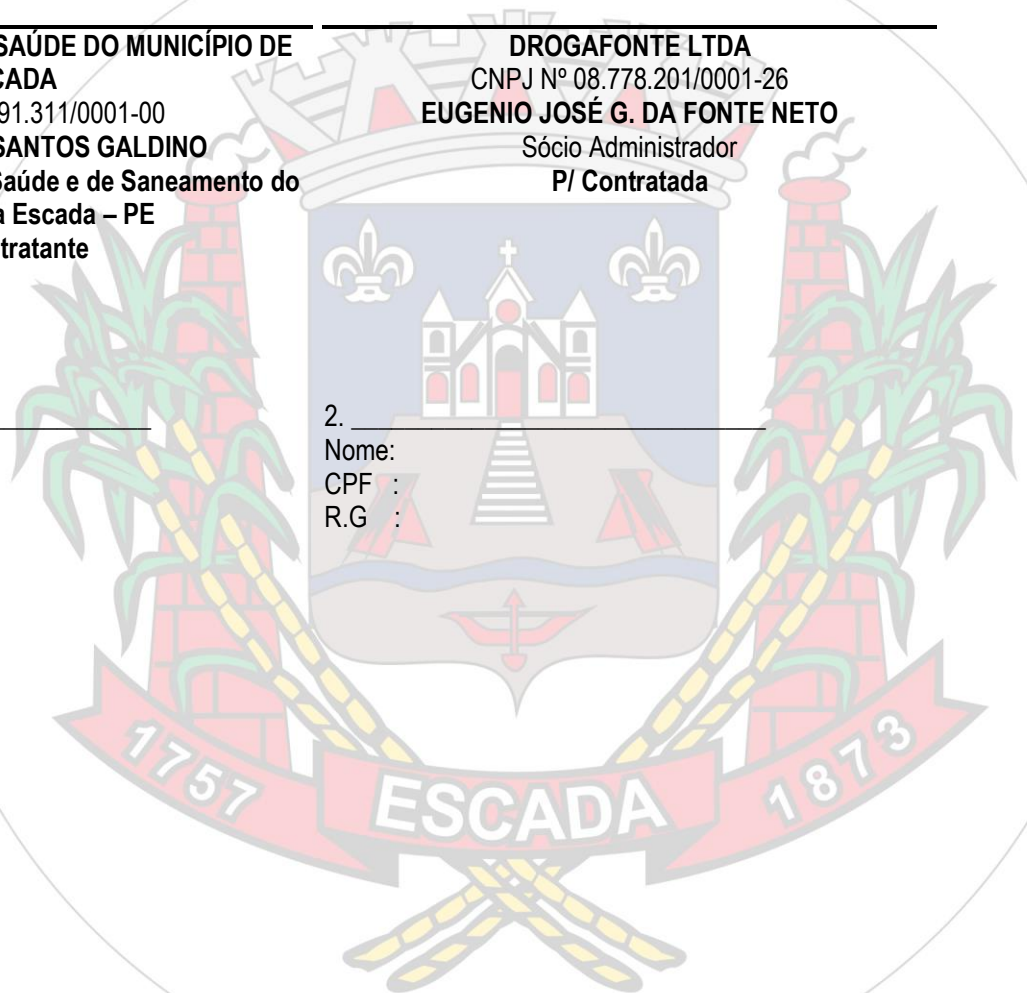 SAÚDE DO MUNICÍPIO DE
CADA
91.311/0001-00
SANTOS GALDINO
Saúde e de Saneamento do
a Escada – PE
tratante
DROGAFONTE LTDA
CNPJ Nº 08.778.201/0001-26
EUGENIO JOSÉ G. DA FONTE NETO
Sócio Administrador
P/ Contratada
2. ______________________________
Nome:
CPF :
R.G :
1757 ESCADA 1873